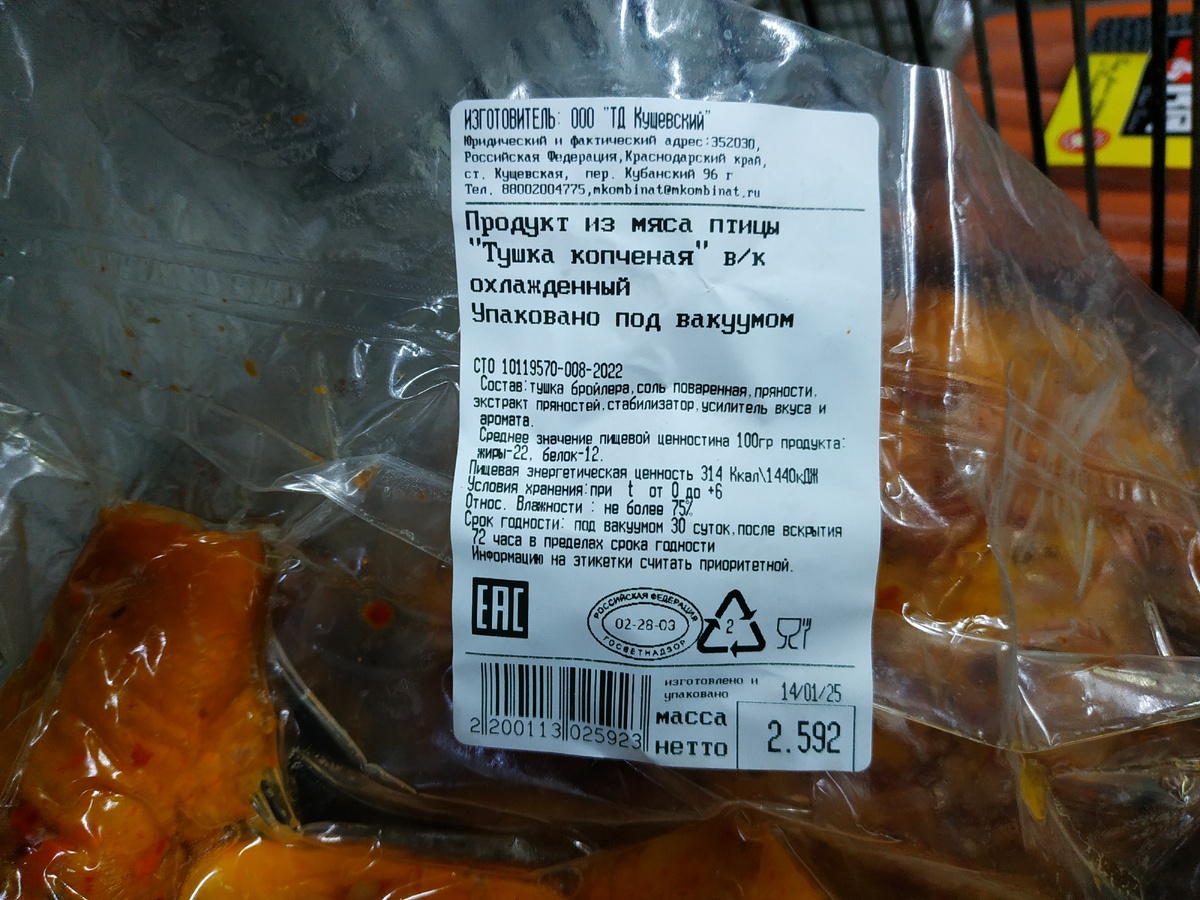 ИЗГОТОВИТЕЛЬ: ООО "ТД Кущевский"
Юридический и фактический адрес:352030,
Российская Федерация,Краснодарский край,
ст. Кущевская, пер. Кубанский 96 г
Тел. 88002004775,mkombinat@mkombinat.ru
Продукт из мяса птицы
"Тушка копченая" в/к
охлажденный
Упаковано под вакуумом
СТО 10119570-008-2022
Состав:тушка бройлера,соль поваренная,пряности,
экстракт пряностей,стабилизатор,усилитель вкуса и
аромата.
Среднее значение пищевой ценностина 100гр продукта:
жиры-22, белок-12.
Пищевая энергетическая ценность 314 Ккал\1440кДЖ
Условия хранения:при t от 0 до +6
Относ. Влажности : не более 75%
Срок годности: под вакуумом 30 суток,после вскрытия
72 часа в пределах срока годности
Информацию на этикетки считать приоритетной.
EAC
РОССИЙСКАЯ ФЕДЕРАЦИЯ
02-28-03
ГОСВЕТНАДЗОР
2
изготовлено и
упаковано
14/01/25
масса
нетто
2.592
2 200113 025923